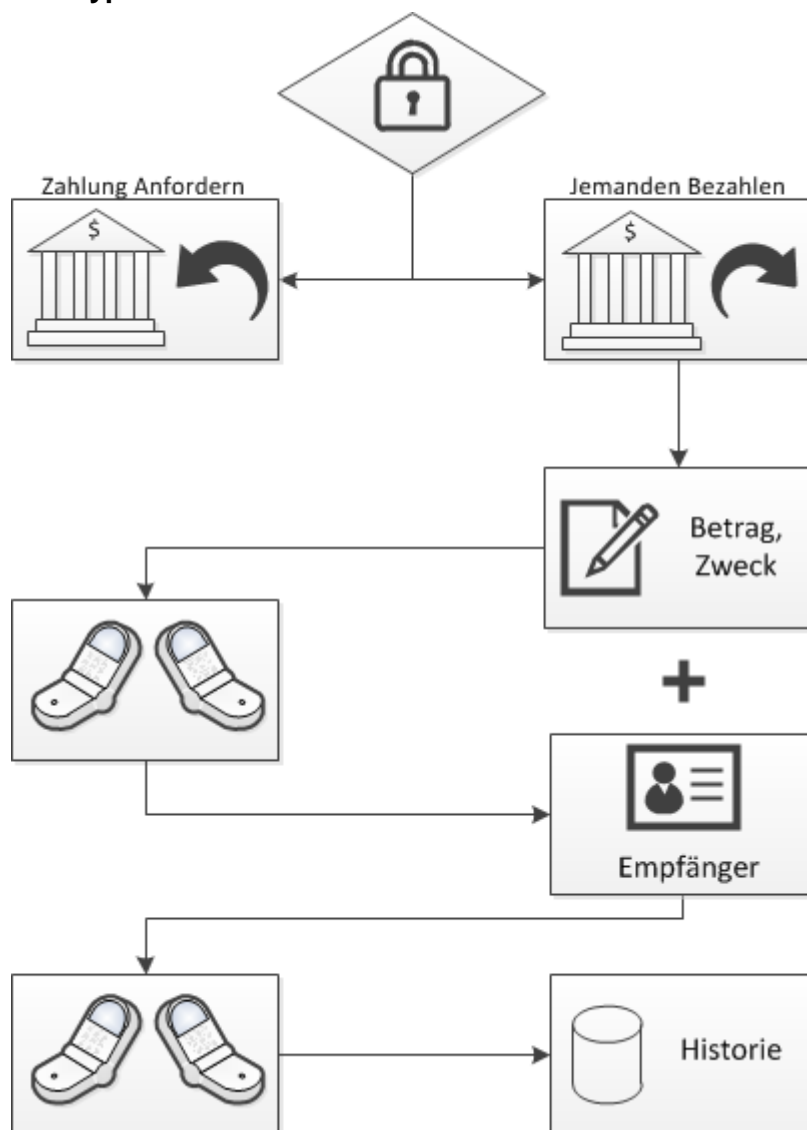 Zahlung Anfordern
Jemanden Bezahlen
$
$
Betrag,
Zweck
Empfänger
Historie